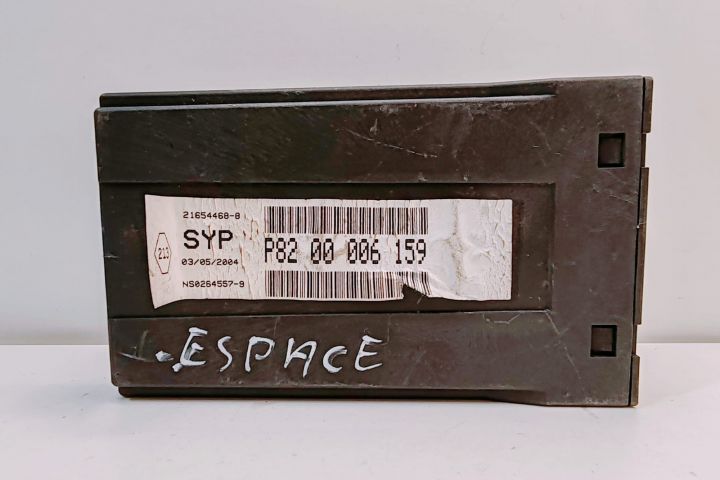 21654468-8
SYP
213
P82 00 006 159
03/05/2004
NS0264557-9
.ESPACE